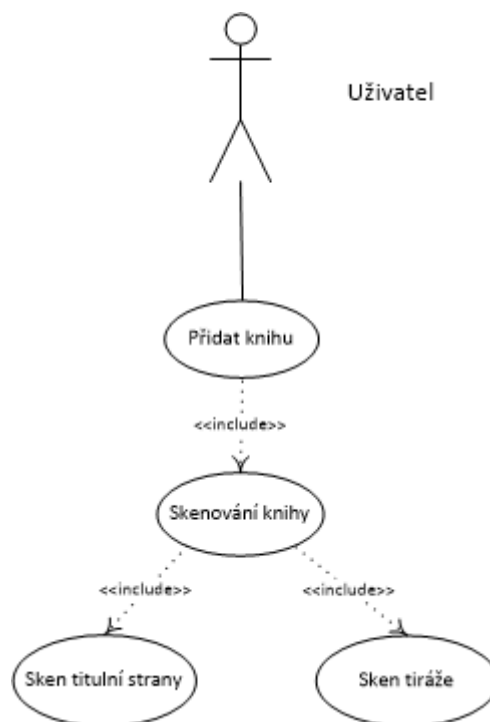 Uživatel
Přidat knihu
<<include>>
Skenování knihy
<<include>>
<<include>>
Sken titulní strany
Sken tiráže